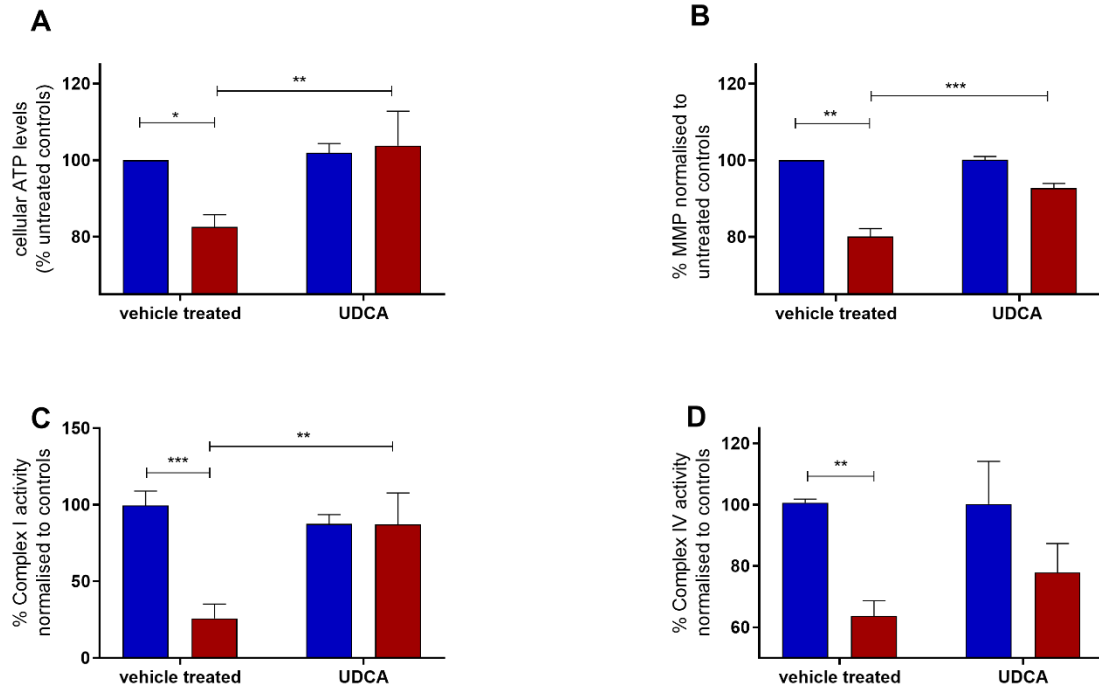 A
cellular ATP levels
(% untreated controls)
120
100
80
*
**
vehicle treated
UDCA
B
% MMP normalised to
untreated controls
120
100
80
**
***
vehicle treated
UDCA
C
% Complex I activity
normalised to controls
150
100
50
0
***
**
vehicle treated
UDCA
D
% Complex IV activity
normalised to controls
120
100
80
60
**
vehicle treated
UDCA